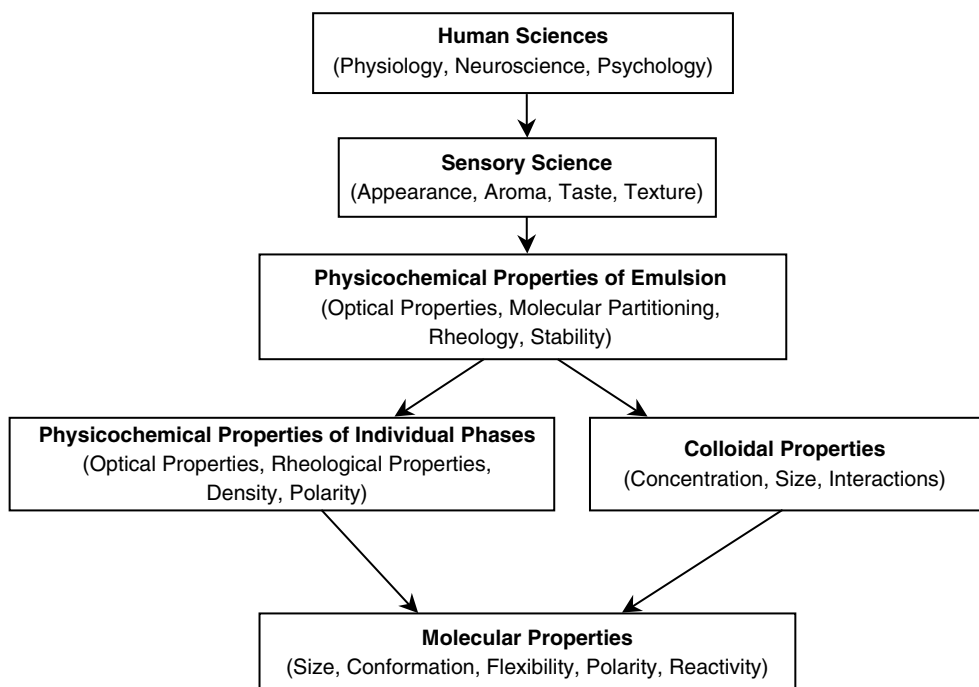 Human Sciences
(Physiology, Neuroscience, Psychology)
Sensory Science
(Appearance, Aroma, Taste, Texture)
Physicochemical Properties of Emulsion
(Optical Properties, Molecular Partitioning,
Rheology, Stability)
Physicochemical Properties of Individual Phases
(Optical Properties, Rheological Properties,
Density, Polarity)
Colloidal Properties
(Concentration, Size, Interactions)
Molecular Properties
(Size, Conformation, Flexibility, Polarity, Reactivity)